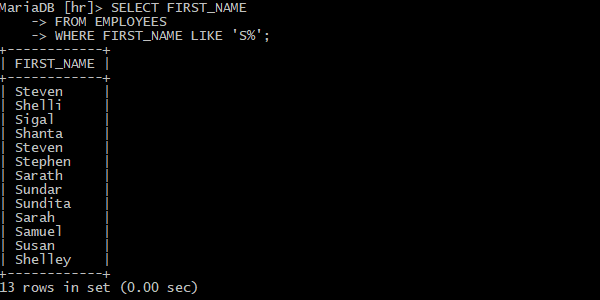 MariaDB [hr]> SELECT FIRST_NAME
    -> FROM EMPLOYEES
    -> WHERE FIRST_NAME LIKE 'S%';
+------------+
| FIRST_NAME |
+------------+
| Steven     |
| Shelli     |
| Sigal      |
| Shanta     |
| Steven     |
| Stephen    |
| Sarath     |
| Sundar     |
| Sundita    |
| Sarah      |
| Samuel     |
| Susan      |
| Shelley    |
+------------+
13 rows in set (0.00 sec)